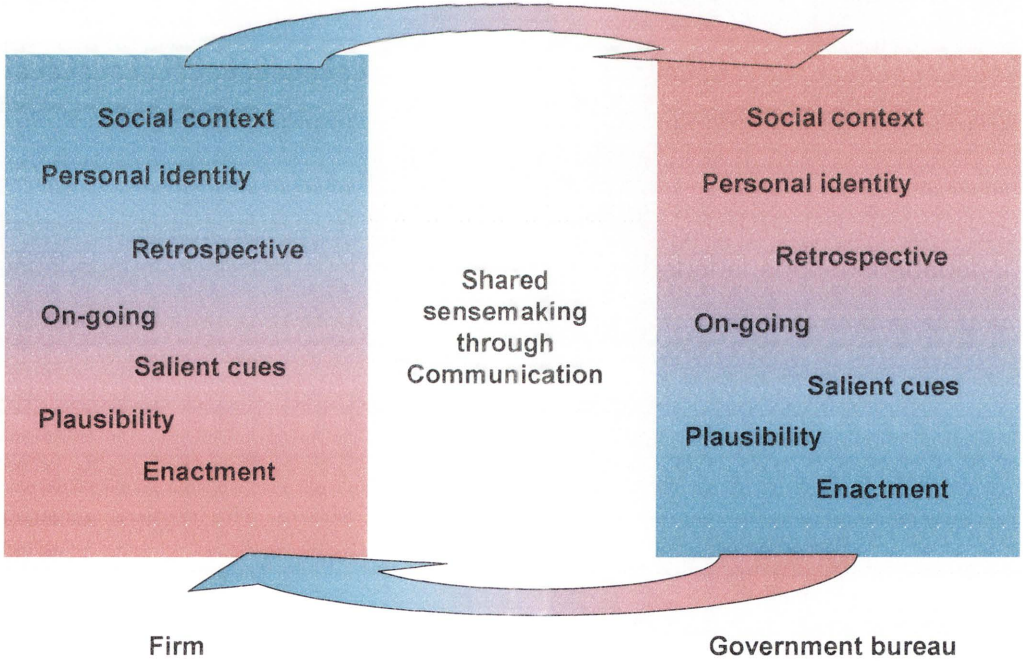 Social context
Personal identity
Retrospective
On-going
Salient cues
Plausibility
Enactment
Shared
sensemaking
through
Communication
Social context
Personal identity
Retrospective
On-going
Salient cues
Plausibility
Enactment
Firm
Government bureau